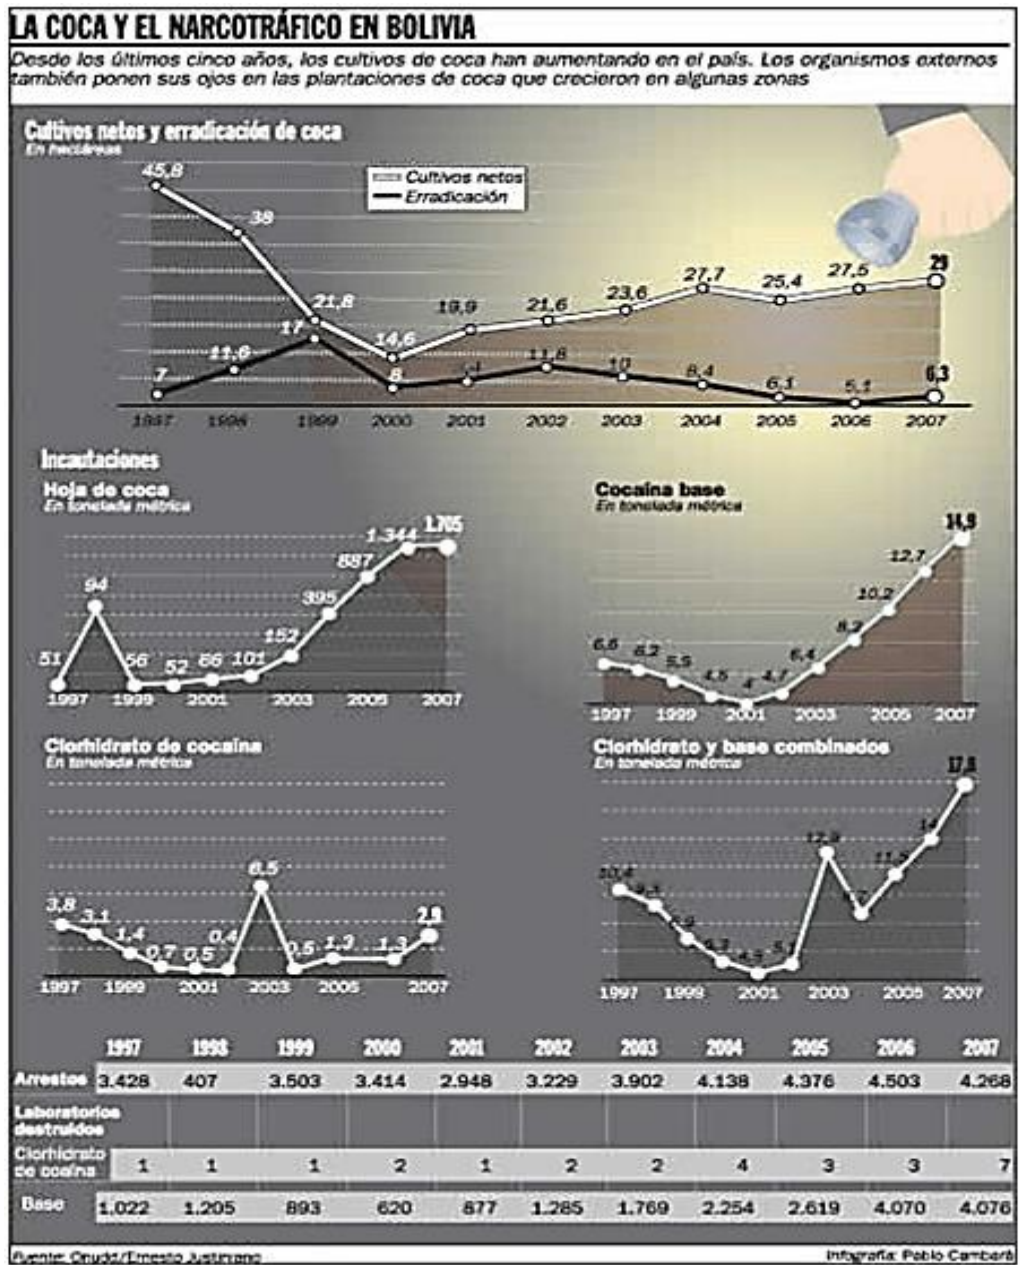 LA COCA Y EL NARCOTRÁFICO EN BOLIVIA
Desde los últimos cinco años, los cultivos de coca han aumentando en el país. Los organismos externos
también ponen sus ojos en las plantaciones de coca que crecieron en algunas zonas
Cultivos netos y erradicación de coca
En hectáreas
Cultivos netos
Erradicación
45,8 38 21,8 14,6 19,9 21,6 23,6 27,7 25,4 27,5 29
7 11,6 17 8 11,8 10 8,4 6,1 5,1 6,3
1997 1998 1999 2000 2001 2002 2003 2004 2005 2006 2007
Incautaciones
Hoja de coca
En tonelada métrica
51 94 56 52 66 101 152 395 887 1.344 1.705
1997 1999 2001 2003 2005 2007
Cocaína base
En tonelada métrica
6,6 6,2 5,5 4,5 4 4,7 6,4 8,2 10,2 12,7 14,9
1997 1999 2001 2003 2005 2007
Clorhidrato de cocaína
En tonelada métrica
3,8 3,1 1,4 0,7 0,5 0,4 6,5 0,5 1,3 1,3 2,9
1997 1999 2001 2003 2005 2007
Clorhidrato y base combinados
En tonelada métrica
10,4 9,3 6,9 5,1 12,9 11,5 14 17,8
1997 1999 2001 2003 2005 2007
1997 1998 1999 2000 2001 2002 2003 2004 2005 2006 2007
Arrestos 3.428 407 3.503 3.414 2.948 3.229 3.902 4.138 4.376 4.503 4.268
Laboratorios
destruidos
Clorhidrato
de cocaína 1 1 1 2 1 2 2 4 3 3 7
Base 1.022 1.205 893 620 877 1.285 1.769 2.254 2.619 4.070 4.076
Fuente: Onudd/Ernesto Justiniano
Infografía: Pablo Cambará